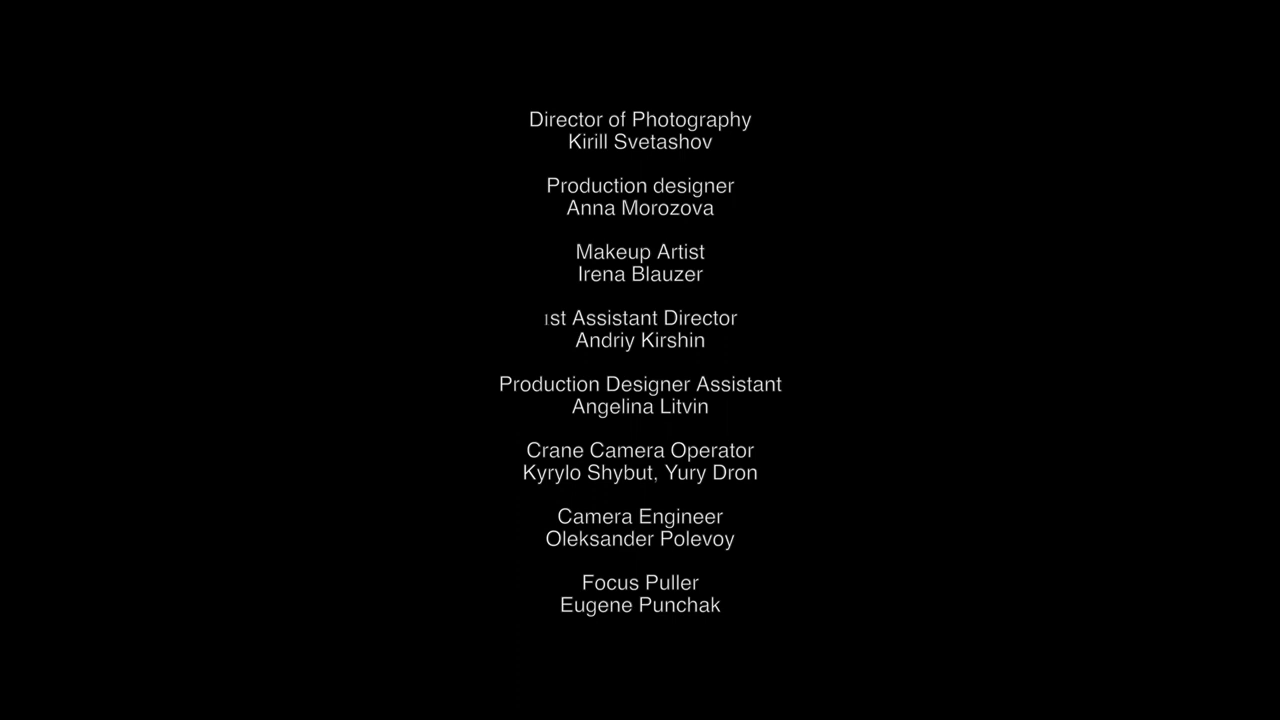 Director of Photography
Kirill Svetashov
Production designer
Anna Morozova
Makeup Artist
Irena Blauzer
1st Assistant Director
Andriy Kirshin
Production Designer Assistant
Angelina Litvin
Crane Camera Operator
Kyrylo Shybut, Yury Dron
Camera Engineer
Oleksander Polevoy
Focus Puller
Eugene Punchak